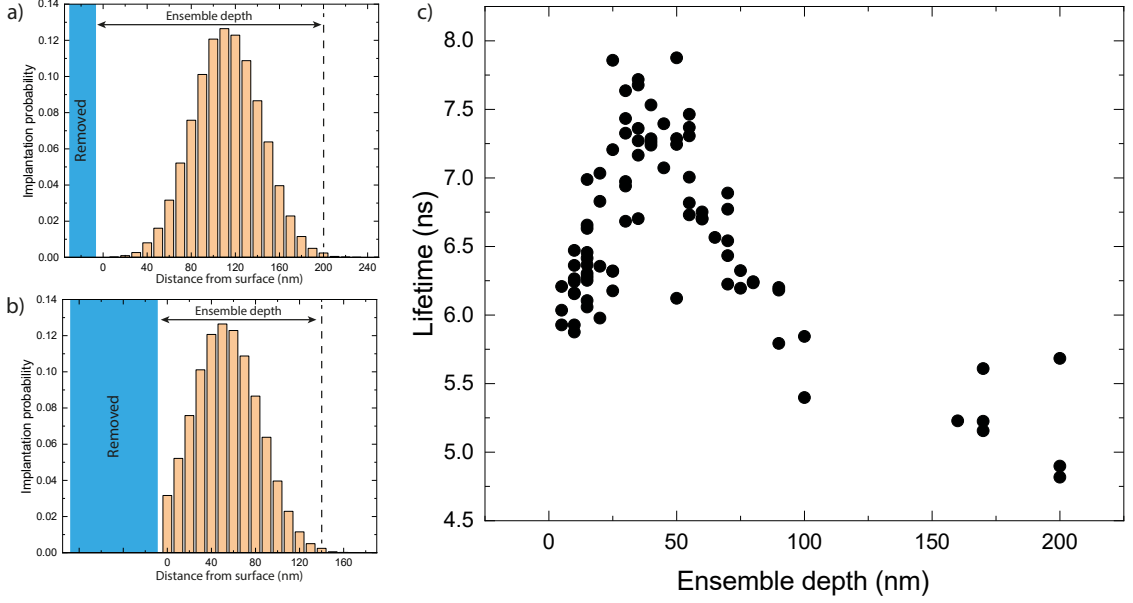 a)
Ensemble depth
Removed
Implantation probability
0.14
0.12
0.10
0.08
0.06
0.04
0.02
0.00
0 40 80 120 160 200 240
Distance from surface (nm)
b)
Ensemble depth
Removed
Implantation probability
0.14
0.12
0.10
0.08
0.06
0.04
0.02
0.00
0 40 80 120 160
Distance from surface (nm)
c)
Lifetime (ns)
8.0
7.5
7.0
6.5
6.0
5.5
5.0
4.5
0 50 100 150 200
Ensemble depth (nm)